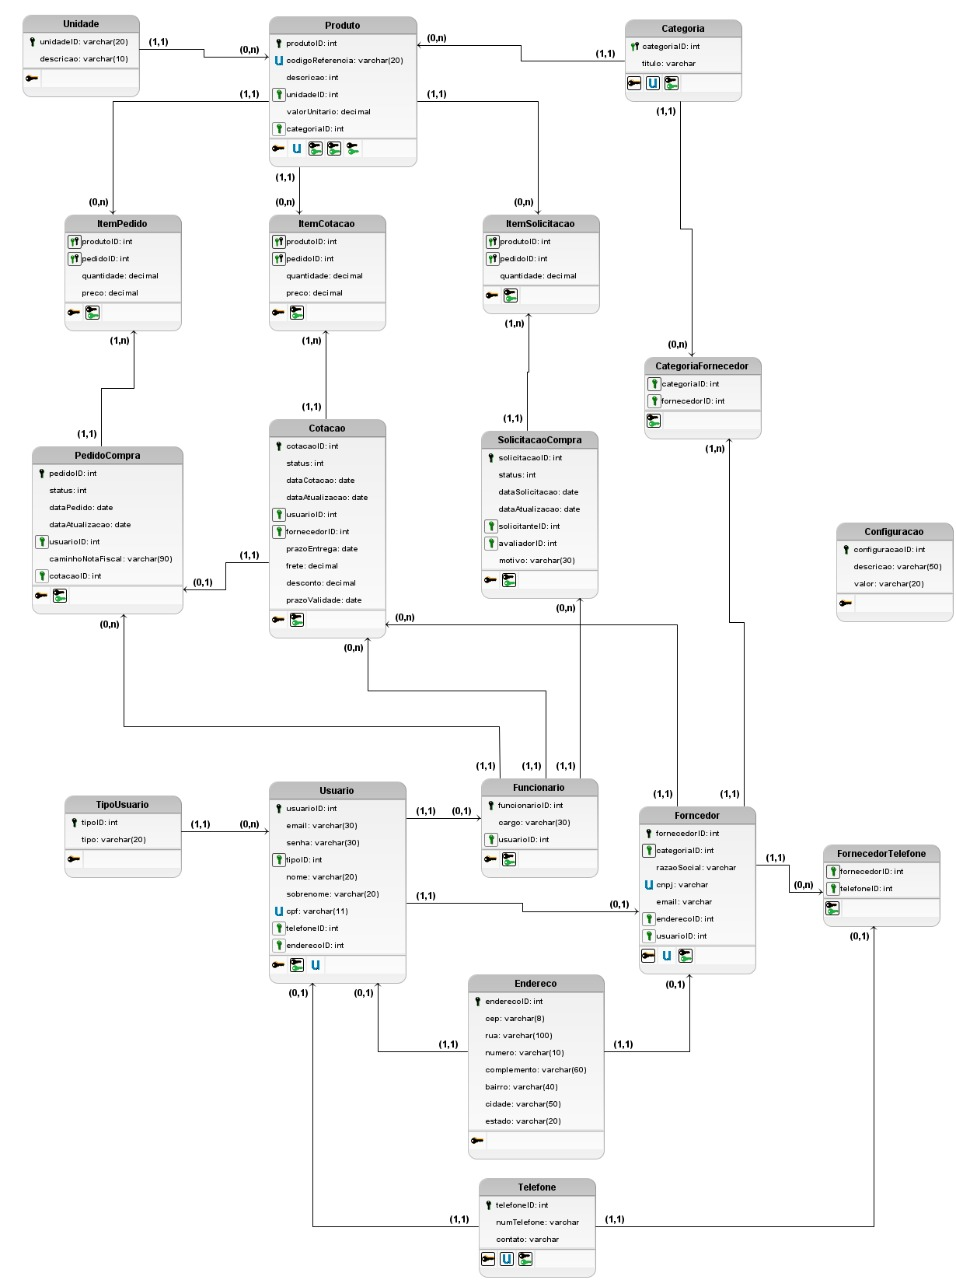 Unidade
unidadeID: varchar(20)
descricao: varchar(10)
(1,1)
(0,n)
Produto
produtoID: int
codigoReferencia: varchar(20)
descricao: int
unidadeID: int
valorUnitario: decimal
categoriaID: int
u
u
(0,n)
(1,1)
Categoria
categoriaID: int
titulo: varchar
u
(1,1)
(1,1)
(1,1)
(1,1)
(0,n)
(0,n)
(0,n)
ItemPedido
produtoID: int
pedidoID: int
quantidade: decimal
preco: decimal
ItemCotacao
produtoID: int
pedidoID: int
quantidade: decimal
preco: decimal
ItemSolicitacao
produtoID: int
pedidoID: int
quantidade: decimal
(1,n)
(1,n)
(1,n)
(0,n)
CategoriaFornecedor
categoriaID: int
fornecedorID: int
(1,n)
(1,1)
(1,1)
(1,1)
PedidoCompra
pedidoID: int
status: int
dataPedido: date
dataAtualizacao: date
usuarioID: int
caminhoNotaFiscal: varchar(90)
cotacaoID: int
(0,n)
Cotacao
cotacaoID: int
status: int
dataCotacao: date
dataAtualizacao: date
usuarioID: int
fornecedorID: int
prazoEntrega: date
frete: decimal
desconto: decimal
prazoValidade: date
(1,1)
(0,1)
(0,n)
(0,n)
SolicitacaoCompra
solicitacaoID: int
status: int
dataSolicitacao: date
dataAtualizacao: date
solicitanteID: int
avaliadorID: int
motivo: varchar(30)
(0,n)
Configuracao
configuracaoID: int
descricao: varchar(50)
valor: varchar(20)
(1,1)
(1,1)
(1,1)
(1,1)
(1,1)
TipoUsuario
tipoID: int
tipo: varchar(20)
(1,1)
(0,n)
Usuario
usuarioID: int
email: varchar(30)
senha: varchar(30)
tipoID: int
nome: varchar(20)
sobrenome: varchar(20)
u
cpf: varchar(11)
telefoneID: int
enderecoID: int
u
(1,1)
(0,1)
Funcionario
funcionarioID: int
cargo: varchar(30)
usuarioID: int
(1,1)
(0,1)
Forncedor
fornecedorID: int
categoriaID: int
razaoSocial: varchar
u
cnpj: varchar
email: varchar
enderecoID: int
usuarioID: int
u
(1,1)
(0,n)
FornecedorTelefone
fornecedorID: int
telefoneID: int
(0,1)
(0,1)
(0,1)
(0,1)
Endereco
enderecoID: int
cep: varchar(8)
rua: varchar(100)
numero: varchar(10)
complemento: varchar(60)
bairro: varchar(40)
cidade: varchar(50)
estado: varchar(20)
(1,1)
(1,1)
Telefone
telefoneID: int
numTelefone: varchar
contato: varchar
u
(1,1)
(1,1)